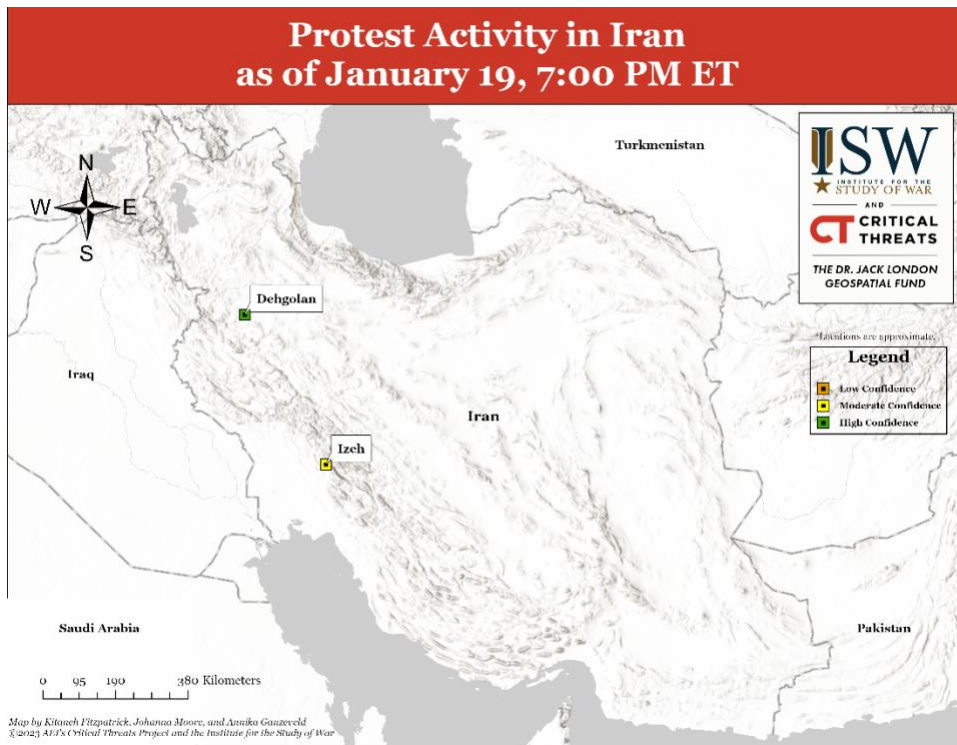 Protest Activity in Iran
as of January 19, 7:00 PM ET
Turkmenistan
ISW
INSTITUTE FOR THE
STUDY OF WAR
AND
CT CRITICAL
THREATS
THE DR. JACK LONDON
GEOSPATIAL FUND
N
W E
S
Dehgolan
*Locations are approximate.
Legend
Low Confidence
Moderate Confidence
High Confidence
Iraq
Iran
Izeh
Saudi Arabia
Pakistan
0 95 190 380 Kilometers
Map by Kitaneh Fitzpatrick, Johanna Moore, and Annika Ganzeveld
©2023 AEI's Critical Threats Project and the Institute for the Study of War